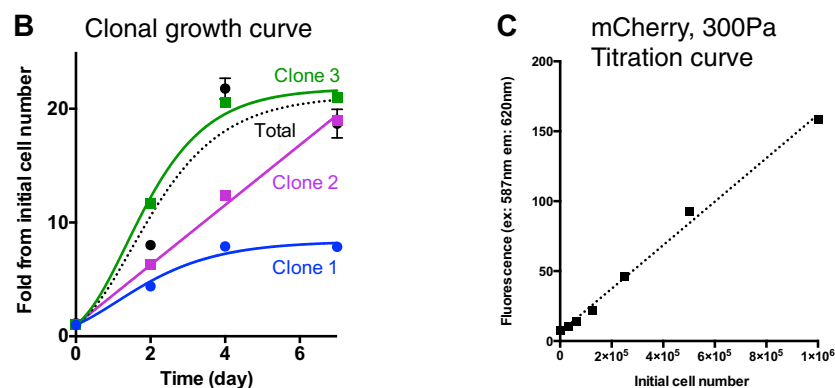 B
Clonal growth curve
Fold from initial cell number
20
10
0
Clone 3
Total
Clone 2
Clone 1
0 2 4 6
Time (day)
C
mCherry, 300Pa
Titration curve
Fluorescence (ex: 587nm em: 620nm)
200
150
100
50
0
0 2×10⁵ 4×10⁵ 6×10⁵ 8×10⁵ 1×10⁶
Initial cell number